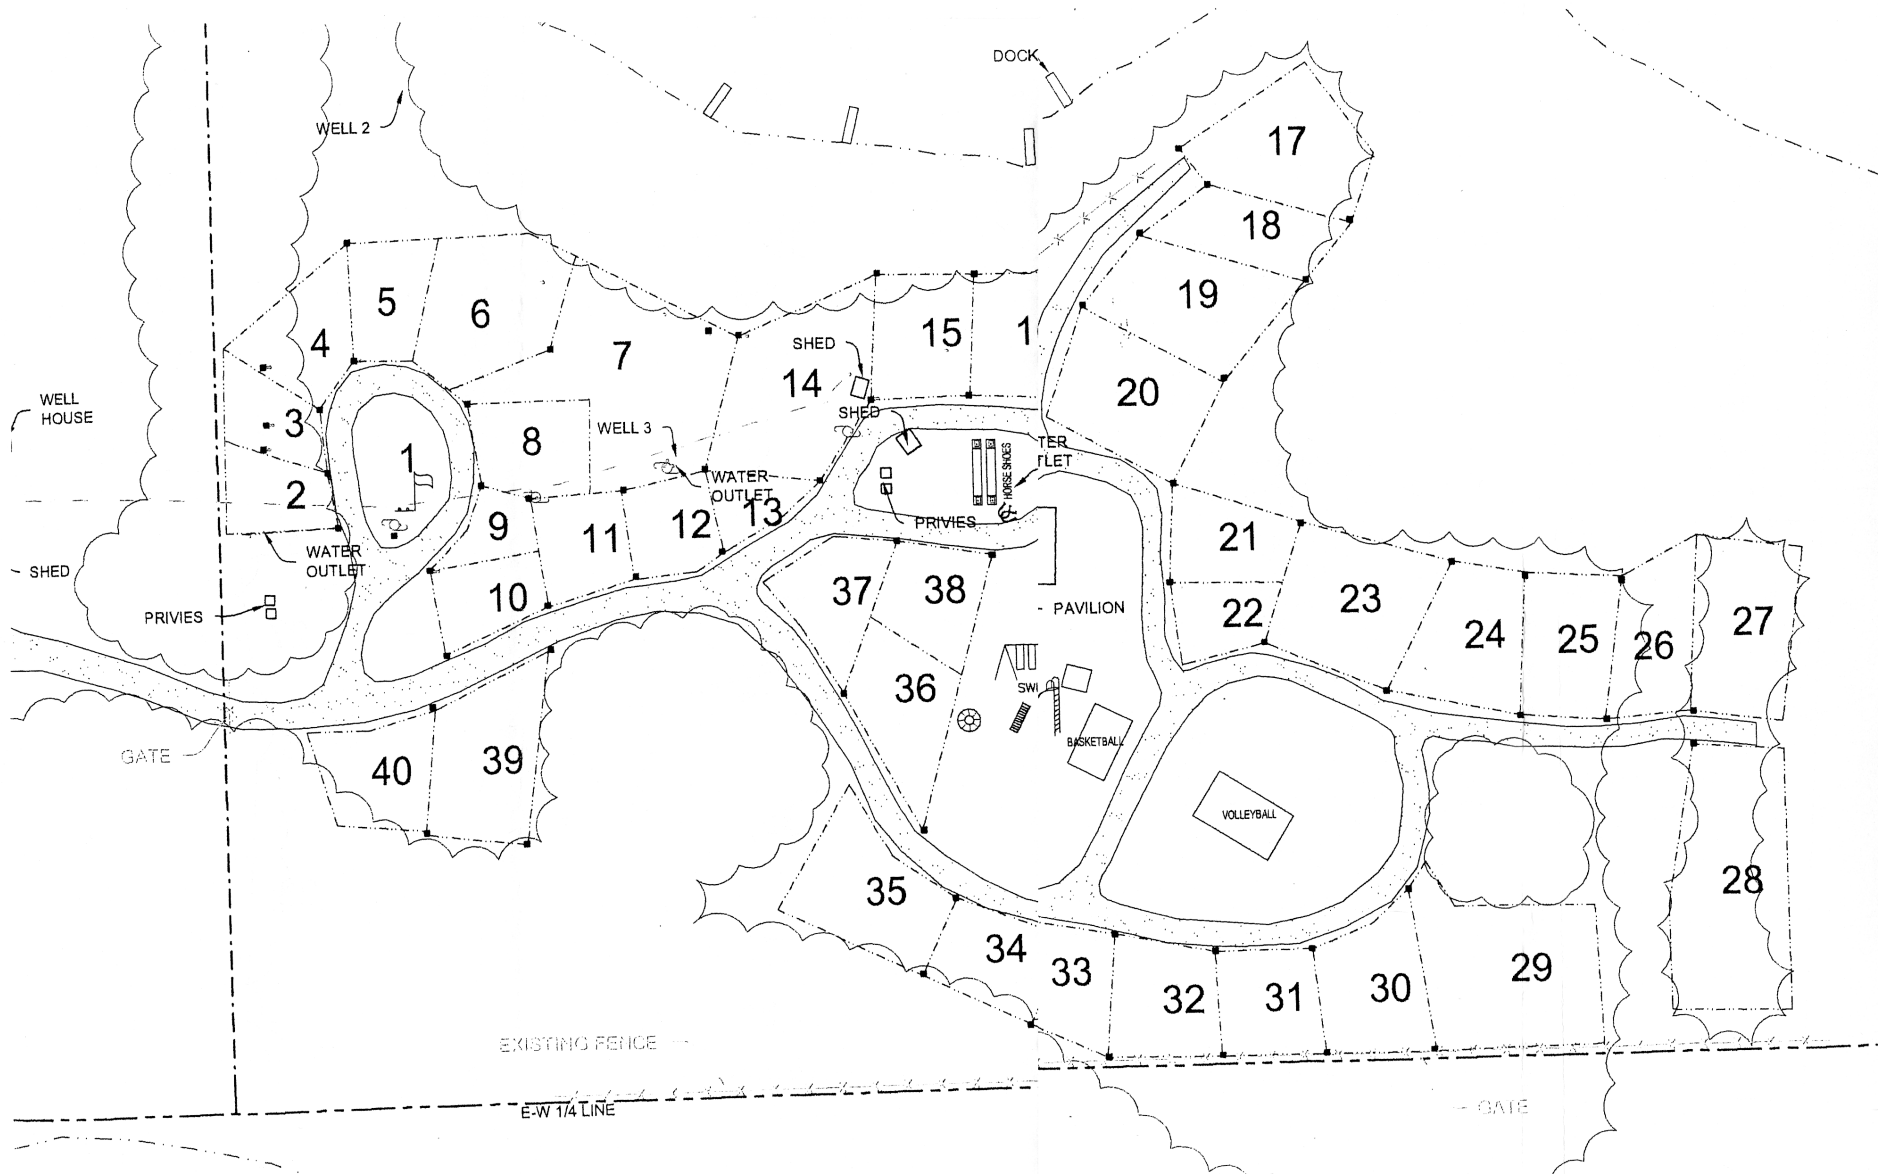 DOCK
WELL 2
17
18
5
6
19
4
7
15
1
SHED
14
20
WELL
HOUSE
SHED
3
8
WELL 3
TER
TLET
1
HORSE SHOES
WATER
OUTLET
2
9
11
12
13
PRIVIES
21
WATER
OUTLET
SHED
10
37
38
PAVILION
22
23
PRIVIES
24
25
26
27
36
SWI
GATE
40
39
BASKETBALL
VOLLEYBALL
35
28
34
33
32
31
30
29
EXISTING FENCE
E-W 1/4 LINE
GATE